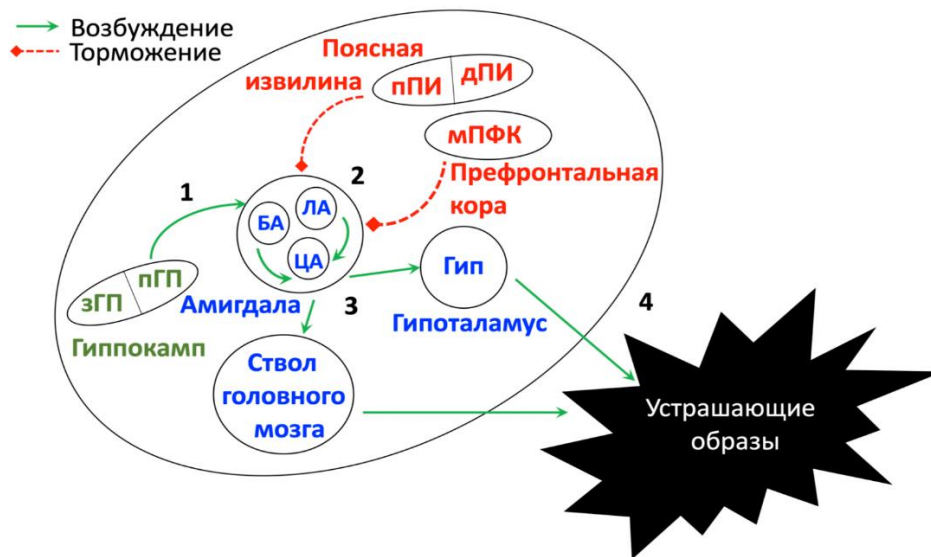 Возбуждение
Торможение
Поясная
извилина
пПИ
дПИ
мПФК
Префронтальная
кора
1
2
БА
ЛА
ЦА
Гип
пГП
зГП
Амигдала
3
4
Гиппокамп
Гипоталамус
Ствол
головного
мозга
Устрашающие
образы